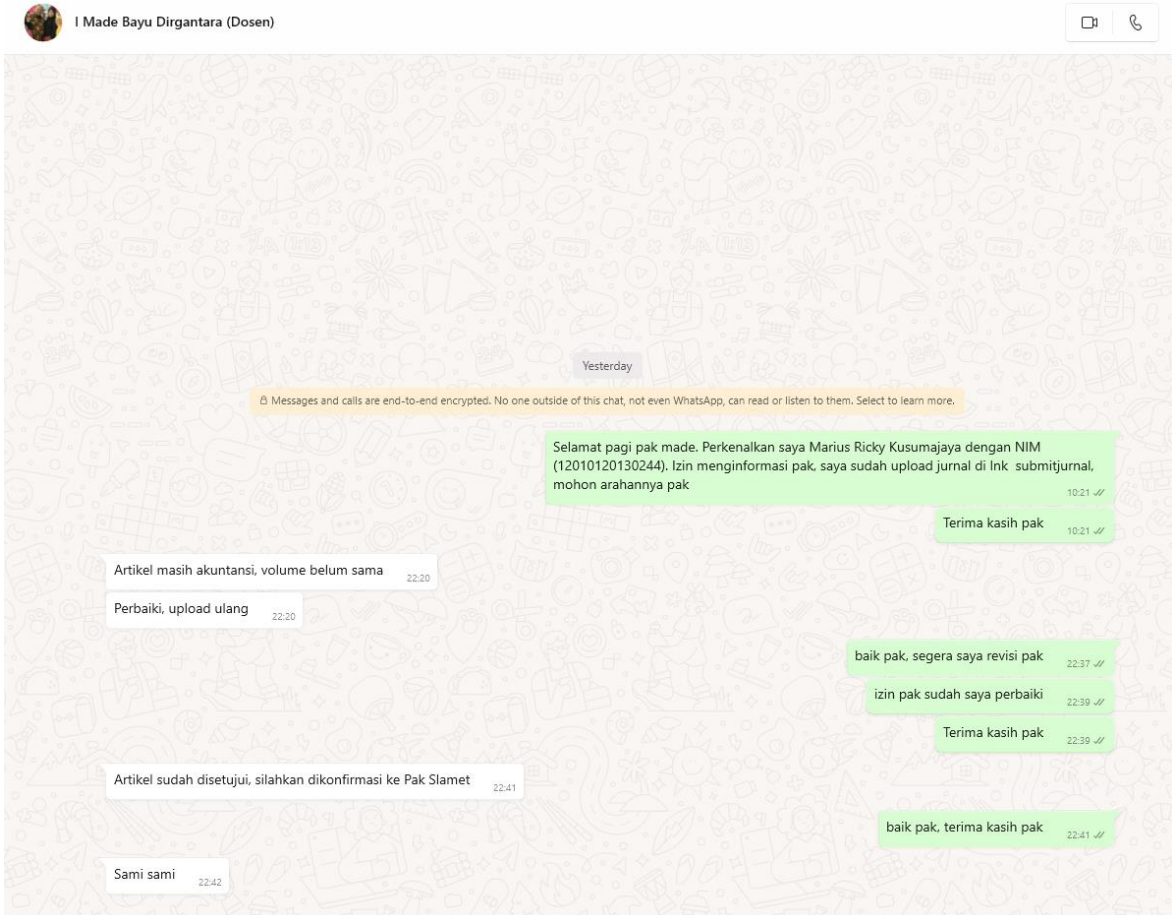 I Made Bayu Dirgantara (Dosen)
Yesterday
Messages and calls are end-to-end encrypted. No one outside of this chat, not even WhatsApp, can read or listen to them. Select to learn more.
Selamat pagi pak made. Perkenalkan saya Marius Ricky Kusumajaya dengan NIM
(12010120130244). Izin menginformasi pak, saya sudah upload jurnal di lnk submitjurnal,
mohon arahannya pak
10:21
Terima kasih pak
10:21
Artikel masih akuntansi, volume belum sama
22:20
Perbaiki, upload ulang
22:20
baik pak, segera saya revisi pak
22:37
izin pak sudah saya perbaiki
22:39
Terima kasih pak
22:39
Artikel sudah disetujui, silahkan dikonfirmasi ke Pak Slamet
22:41
baik pak, terima kasih pak
22:41
Sami sami
22:42